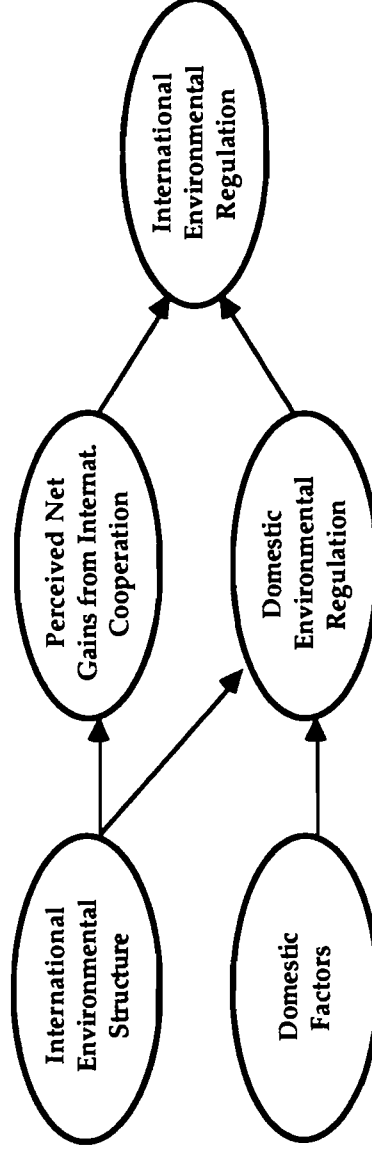 International
Environmental
Structure
Perceived Net
Gains from Internat.
Cooperation
International
Environmental
Regulation
Domestic
Factors
Domestic
Environmental
Regulation